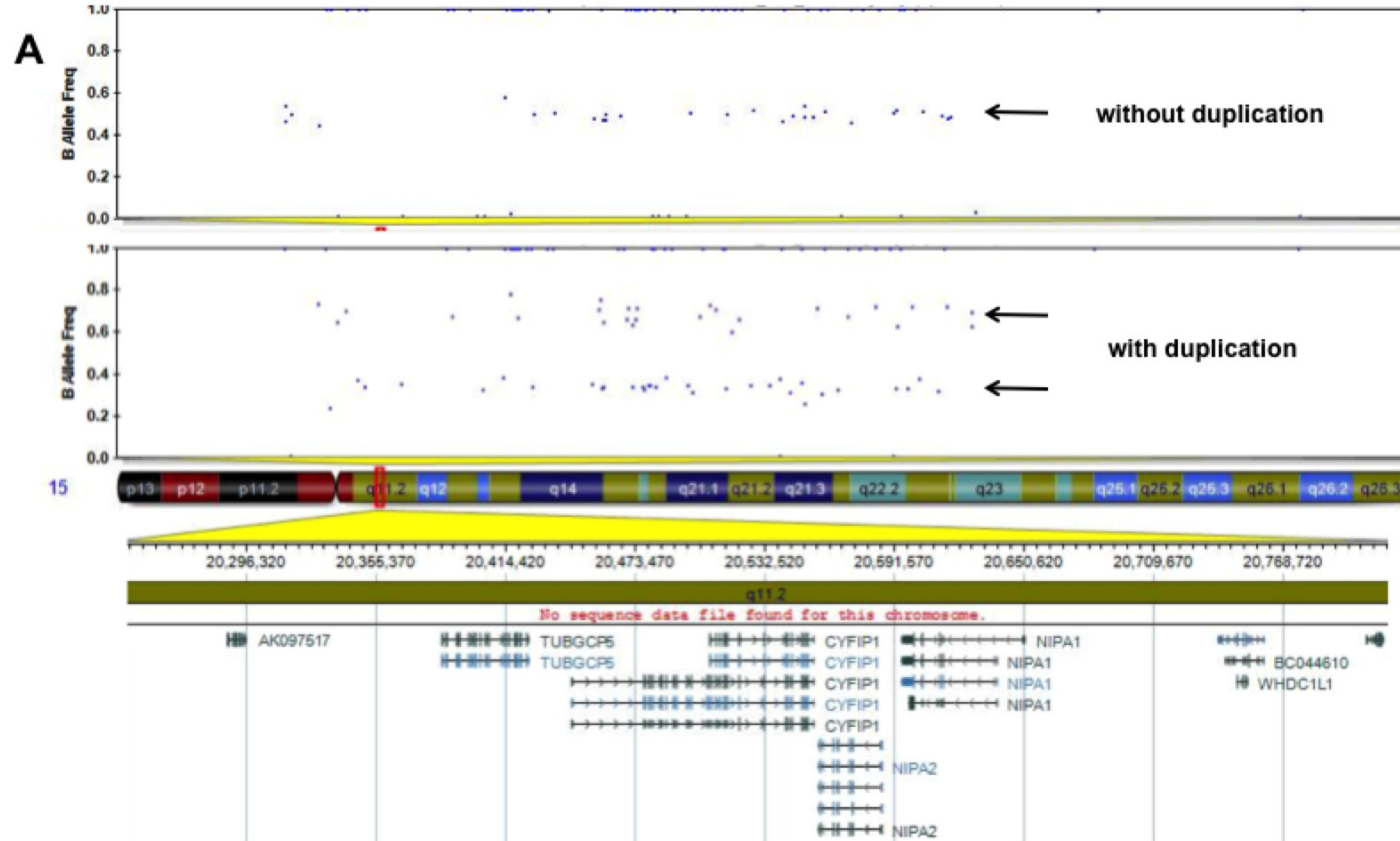 A
1.0
0.8
0.6
0.4
0.2
0.0
B Allele Freq
without duplication
1.0
0.8
0.6
0.4
0.2
0.0
B Allele Freq
with duplication
15
p13 p12 p11.2 q11.2 q12 q14 q21.1 q21.2 q21.3 q22.2 q23 q25.1 q25.2 q25.3 q26.1 q26.2 q26.3
20,296,320 20,355,370 20,414,420 20,473,470 20,532,520 20,591,570 20,650,620 20,709,670 20,768,720
q11.2
No sequence data file found for this chromosome.
AK097517 TUBGCP5 CYFIP1 NIPA1
TUBGCP5 CYFIP1 NIPA1 BC044610
CYFIP1 NIPA1 WHDC1L1
CYFIP1 NIPA1
CYFIP1
NIPA2
NIPA2